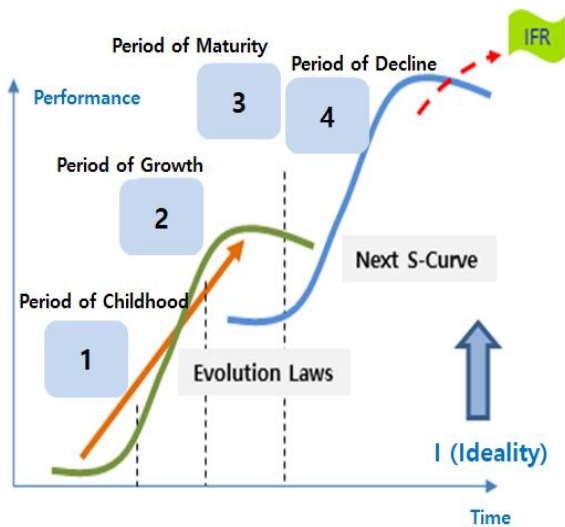 IFR
Period of Maturity
Period of Decline
Performance
3
4
Period of Growth
2
Next S-Curve
Period of Childhood
1
Evolution Laws
I (Ideality)
Time